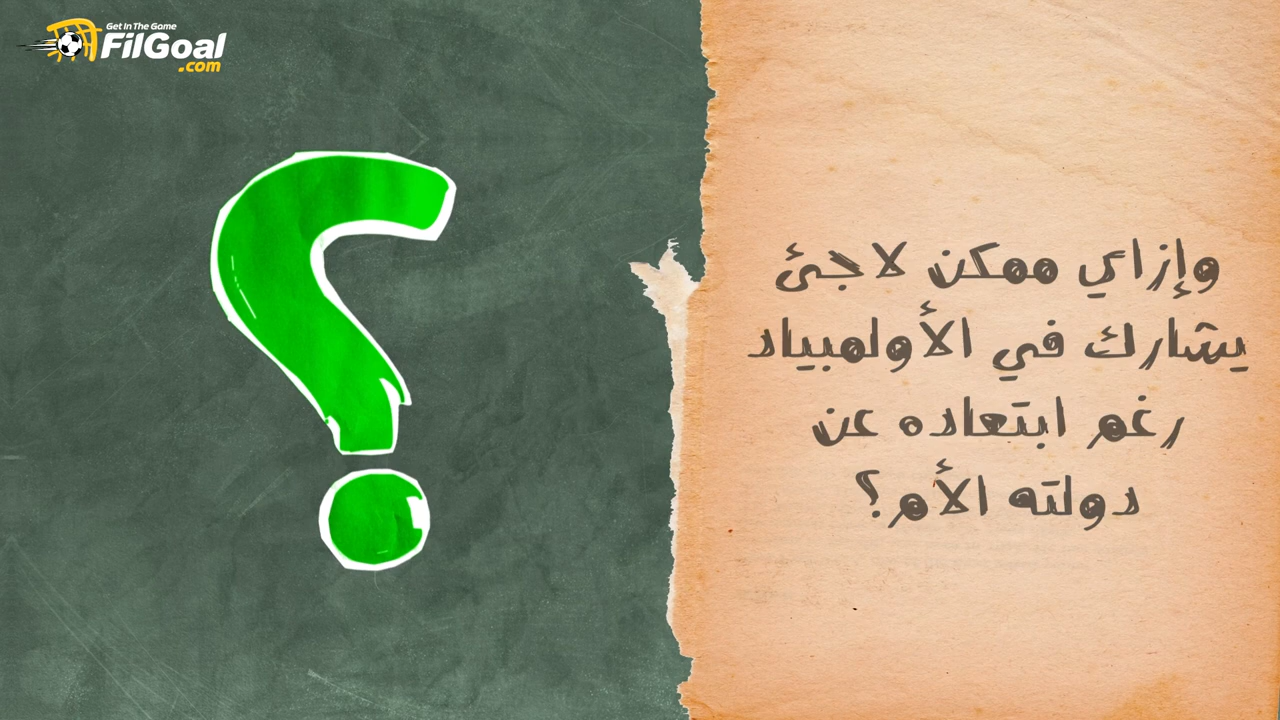 Get In The Game
FilGoal
.com
وإزاي ممكن لاجئ
يشارك في الأولمبياد
رغم ابتعاده عن
دولته الأم؟